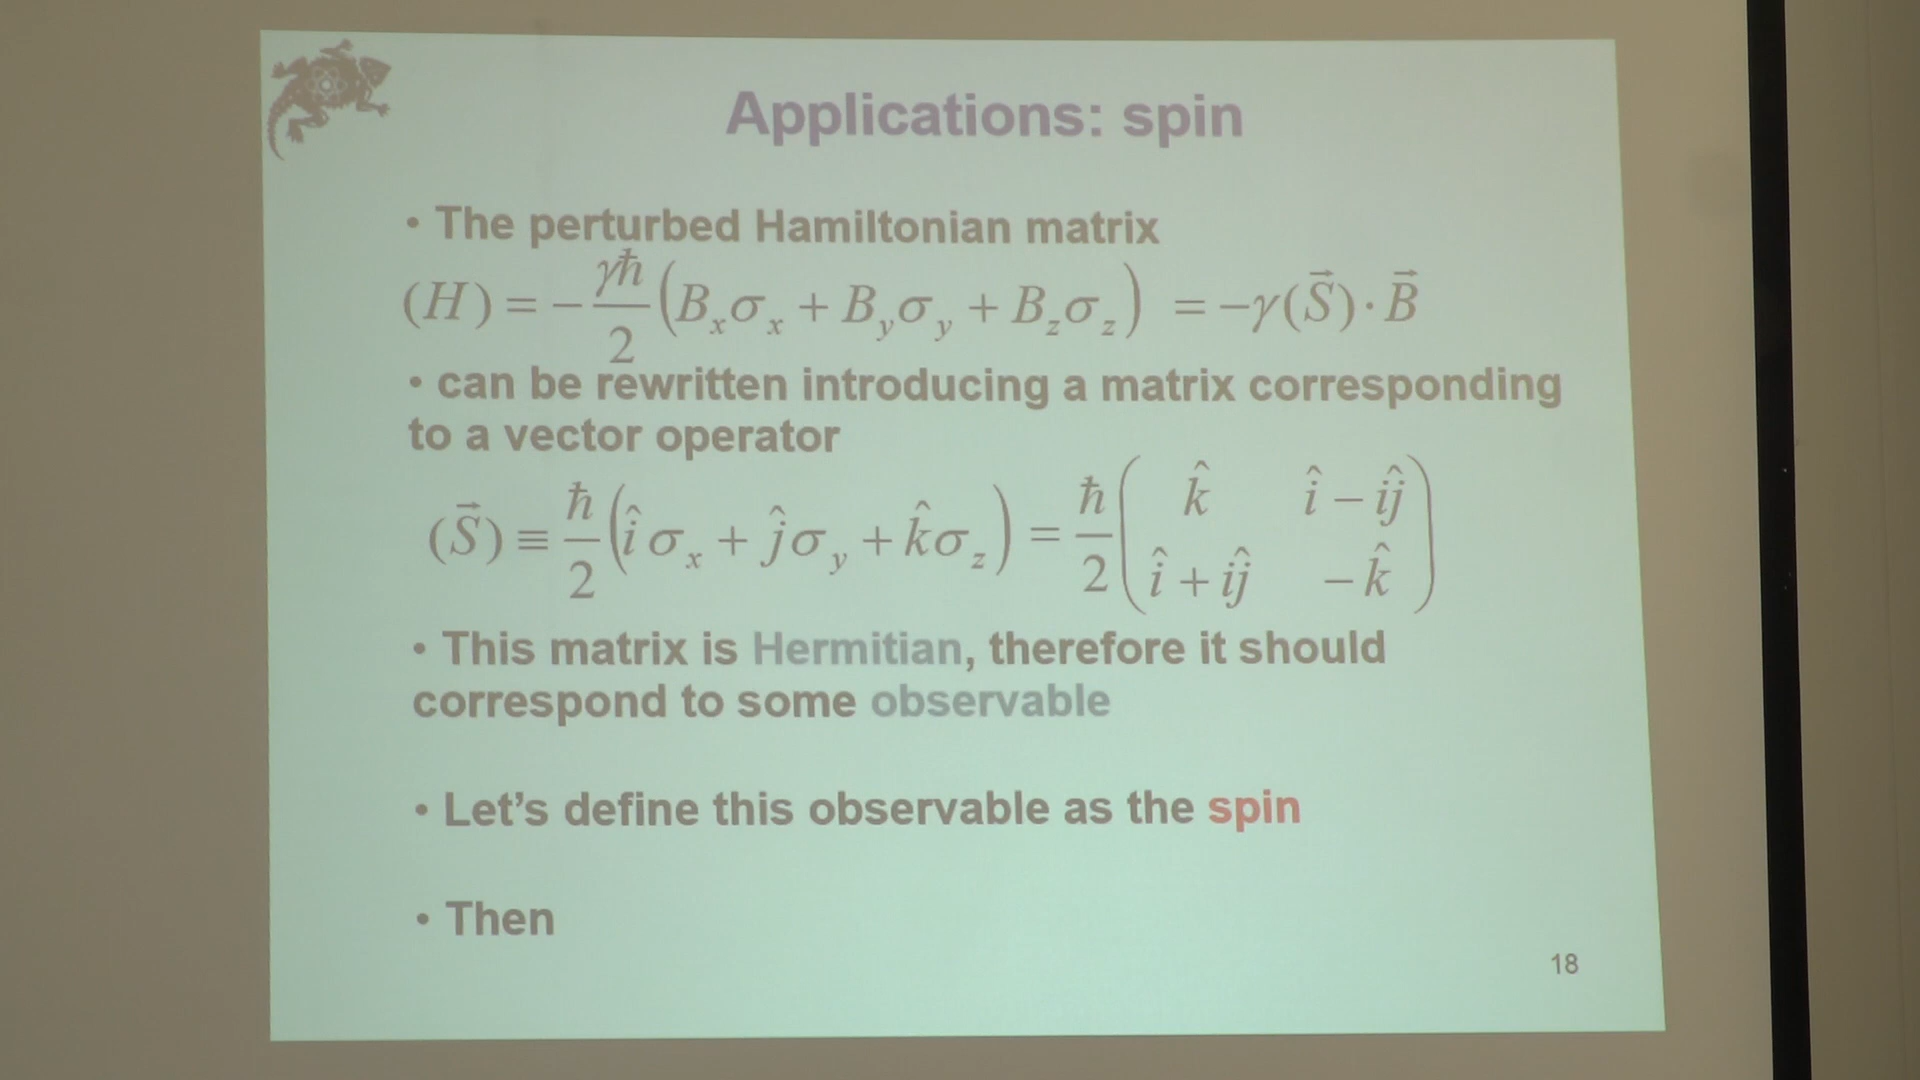 Applications: spin
• The perturbed Hamiltonian matrix
(H) = −γħ/2 (Bₓσₓ + B_yσ_y + B_zσ_z) = −γ(S⃗)·B⃗
• can be rewritten introducing a matrix corresponding
to a vector operator
(S⃗) ≡ ħ/2 (îσₓ + ĵσ_y + k̂σ_z) = ħ/2 ( k̂  î − iĵ ; î + iĵ  −k̂ )
• This matrix is Hermitian, therefore it should
correspond to some observable
• Let’s define this observable as the spin
• Then
18